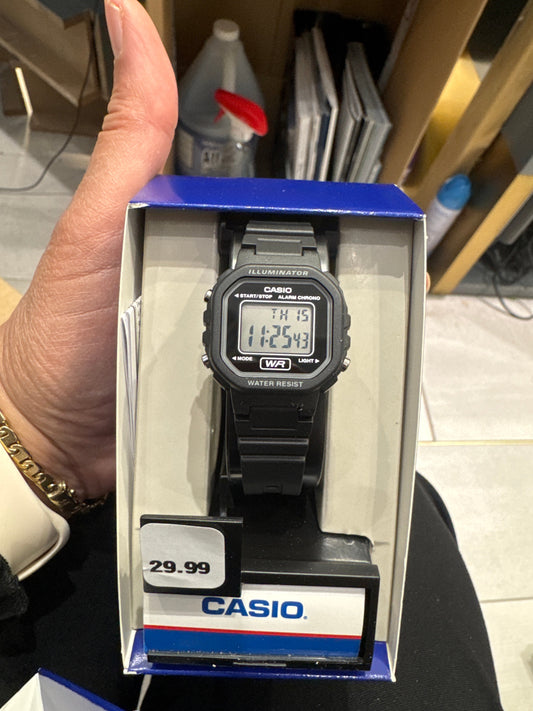 ILLUMINATOR
CASIO
START/STOP ALARM CHRONO
TH 15
11:25 43
MODE WR LIGHT
WATER RESIST
29.99
CASIO